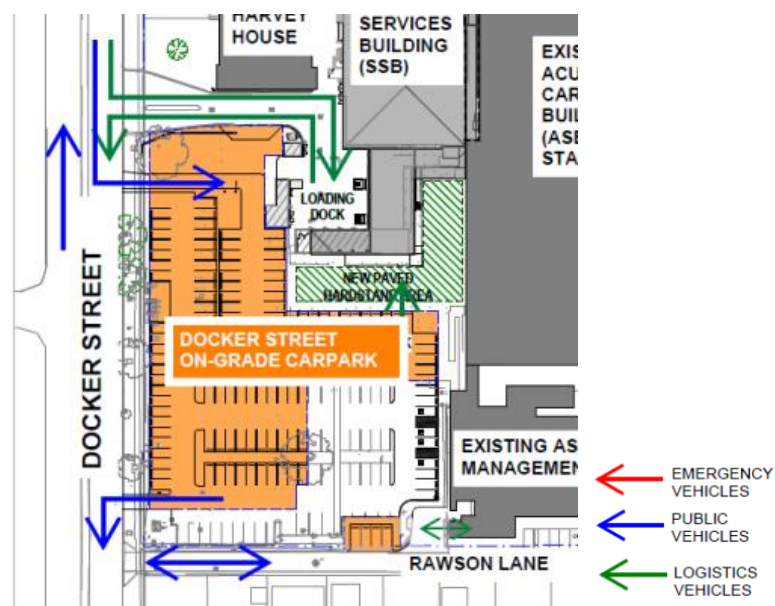 HARVEY
HOUSE
SERVICES
BUILDING
(SSB)
EXIS
ACU
CAR
BUIL
(ASB
STA
LOADING
DOCK
NEW PAVED
HARDSTAND AREA
DOCKER STREET
ON-GRADE CARPARK
DOCKER STREET
EXISTING AS
MANAGEMEN
RAWSON LANE
EMERGENCY
VEHICLES
PUBLIC
VEHICLES
LOGISTICS
VEHICLES